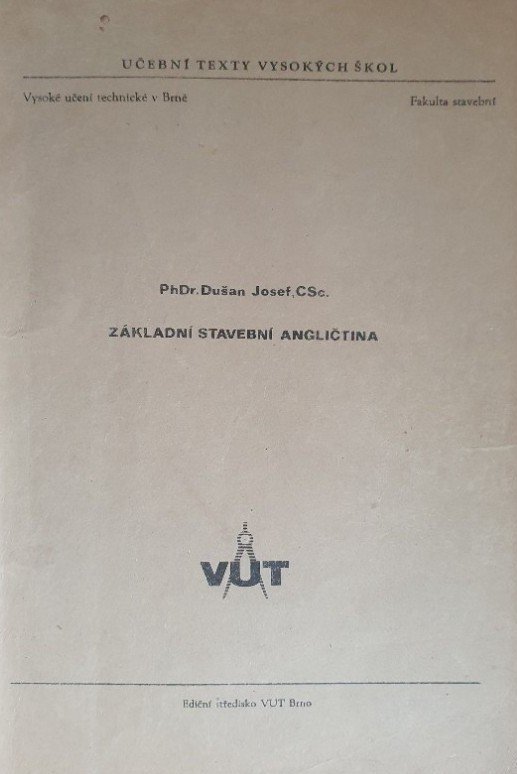 UČEBNÍ TEXTY VYSOKÝCH ŠKOL
Vysoké učení technické v Brně
Fakulta stavební
PhDr. Dušan Josef, CSc.
ZÁKLADNÍ STAVEBNÍ ANGLIČTINA
VUT
Ediční středisko VUT Brno